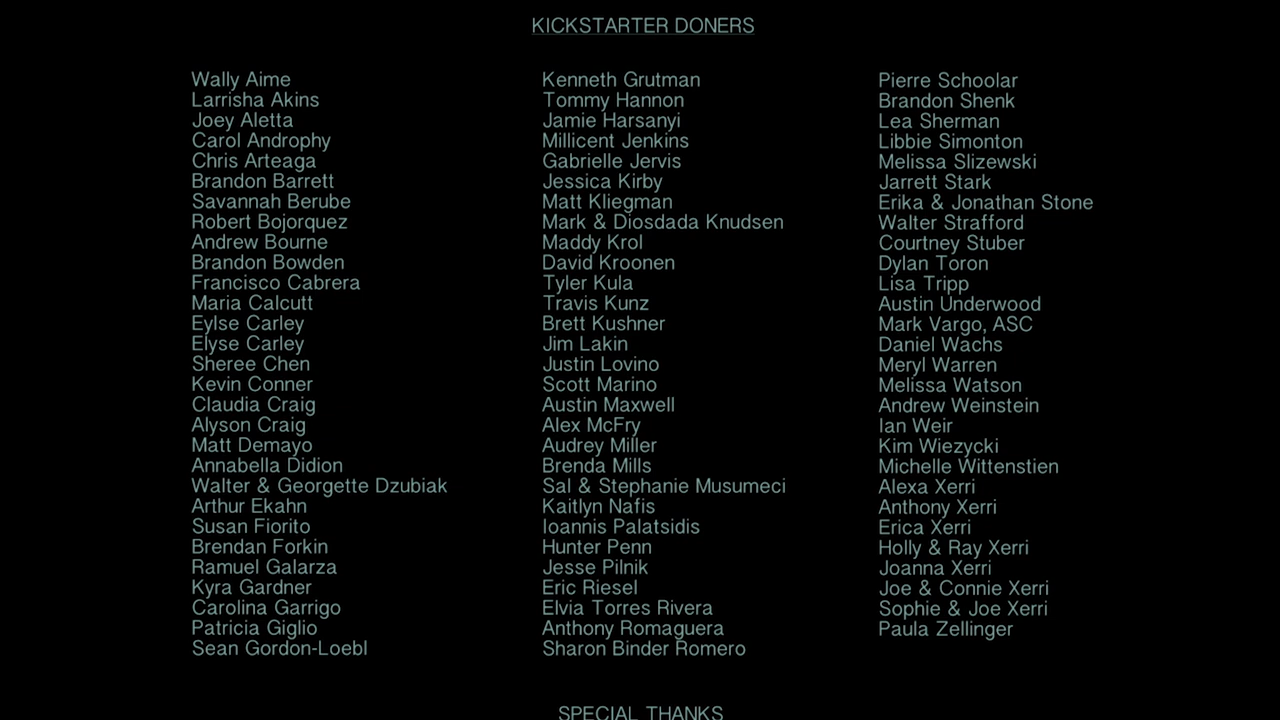 KICKSTARTER DONERS
Wally Aime
Larrisha Akins
Joey Aletta
Carol Androphy
Chris Arteaga
Brandon Barrett
Savannah Berube
Robert Bojorquez
Andrew Bourne
Brandon Bowden
Francisco Cabrera
Maria Calcutt
Eylse Carley
Elyse Carley
Sheree Chen
Kevin Conner
Claudia Craig
Alyson Craig
Matt Demayo
Annabella Didion
Walter & Georgette Dzubiak
Arthur Ekahn
Susan Fiorito
Brendan Forkin
Ramuel Galarza
Kyra Gardner
Carolina Garrigo
Patricia Giglio
Sean Gordon-Loebl
Kenneth Grutman
Tommy Hannon
Jamie Harsanyi
Millicent Jenkins
Gabrielle Jervis
Jessica Kirby
Matt Kliegman
Mark & Diosdada Knudsen
Maddy Krol
David Kroonen
Tyler Kula
Travis Kunz
Brett Kushner
Jim Lakin
Justin Lovino
Scott Marino
Austin Maxwell
Alex McFry
Audrey Miller
Brenda Mills
Sal & Stephanie Musumeci
Kaitlyn Nafis
Ioannis Palatsidis
Hunter Penn
Jesse Pilnik
Eric Riesel
Elvia Torres Rivera
Anthony Romaguera
Sharon Binder Romero
Pierre Schoolar
Brandon Shenk
Lea Sherman
Libbie Simonton
Melissa Slizewski
Jarrett Stark
Erika & Jonathan Stone
Walter Strafford
Courtney Stuber
Dylan Toron
Lisa Tripp
Austin Underwood
Mark Vargo, ASC
Daniel Wachs
Meryl Warren
Melissa Watson
Andrew Weinstein
Ian Weir
Kim Wiezycki
Michelle Wittenstien
Alexa Xerri
Anthony Xerri
Erica Xerri
Holly & Ray Xerri
Joanna Xerri
Joe & Connie Xerri
Sophie & Joe Xerri
Paula Zellinger
SPECIAL THANKS